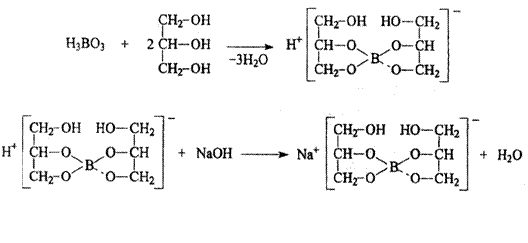 CH₂—OH
CH₂—OH HO—CH₂ −
H₃BO₃ + 2 CH—OH −3H₂O H⁺ CH—O B O—CH
CH₂—OH CH₂—O O—CH₂
CH₂—OH HO—CH₂ − CH₂—OH HO—CH₂ −
H⁺ CH—O B O—CH + NaOH Na⁺ CH—O B O—CH + H₂O
CH₂—O O—CH₂ CH₂—O O—CH₂